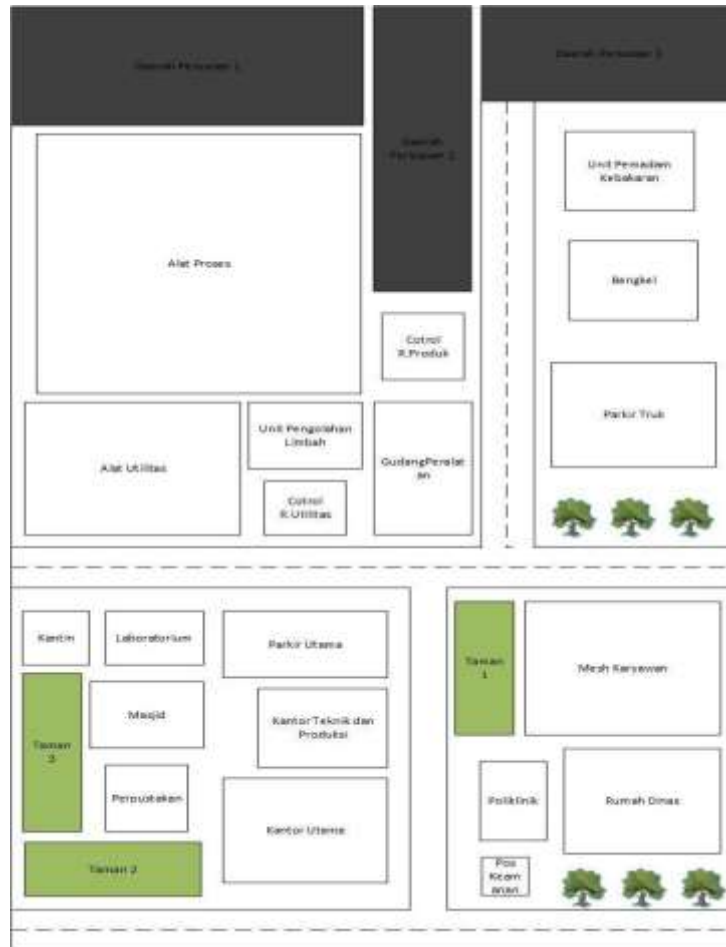 Daerah Perluasan 1
Daerah
Perluasan 2
Daerah Perluasan 3
Unit Pemadam
Kebakaran
Alat Proses
Bengkel
Cotrol
R.Produk
Parkir Truk
Alat Utilitas
Unit Pengolahan
Limbah
GudangPeralat
an
Cotrol
R.Utilitas
Kantin
Laboratorium
Parkir Utama
Taman
1
Mesh Karyawan
Masjid
Kantor Teknik dan
Produksi
Taman
3
Perpustakan
Kantor Utama
Poliklinik
Rumah Dinas
Taman 2
Pos
Keam
anan